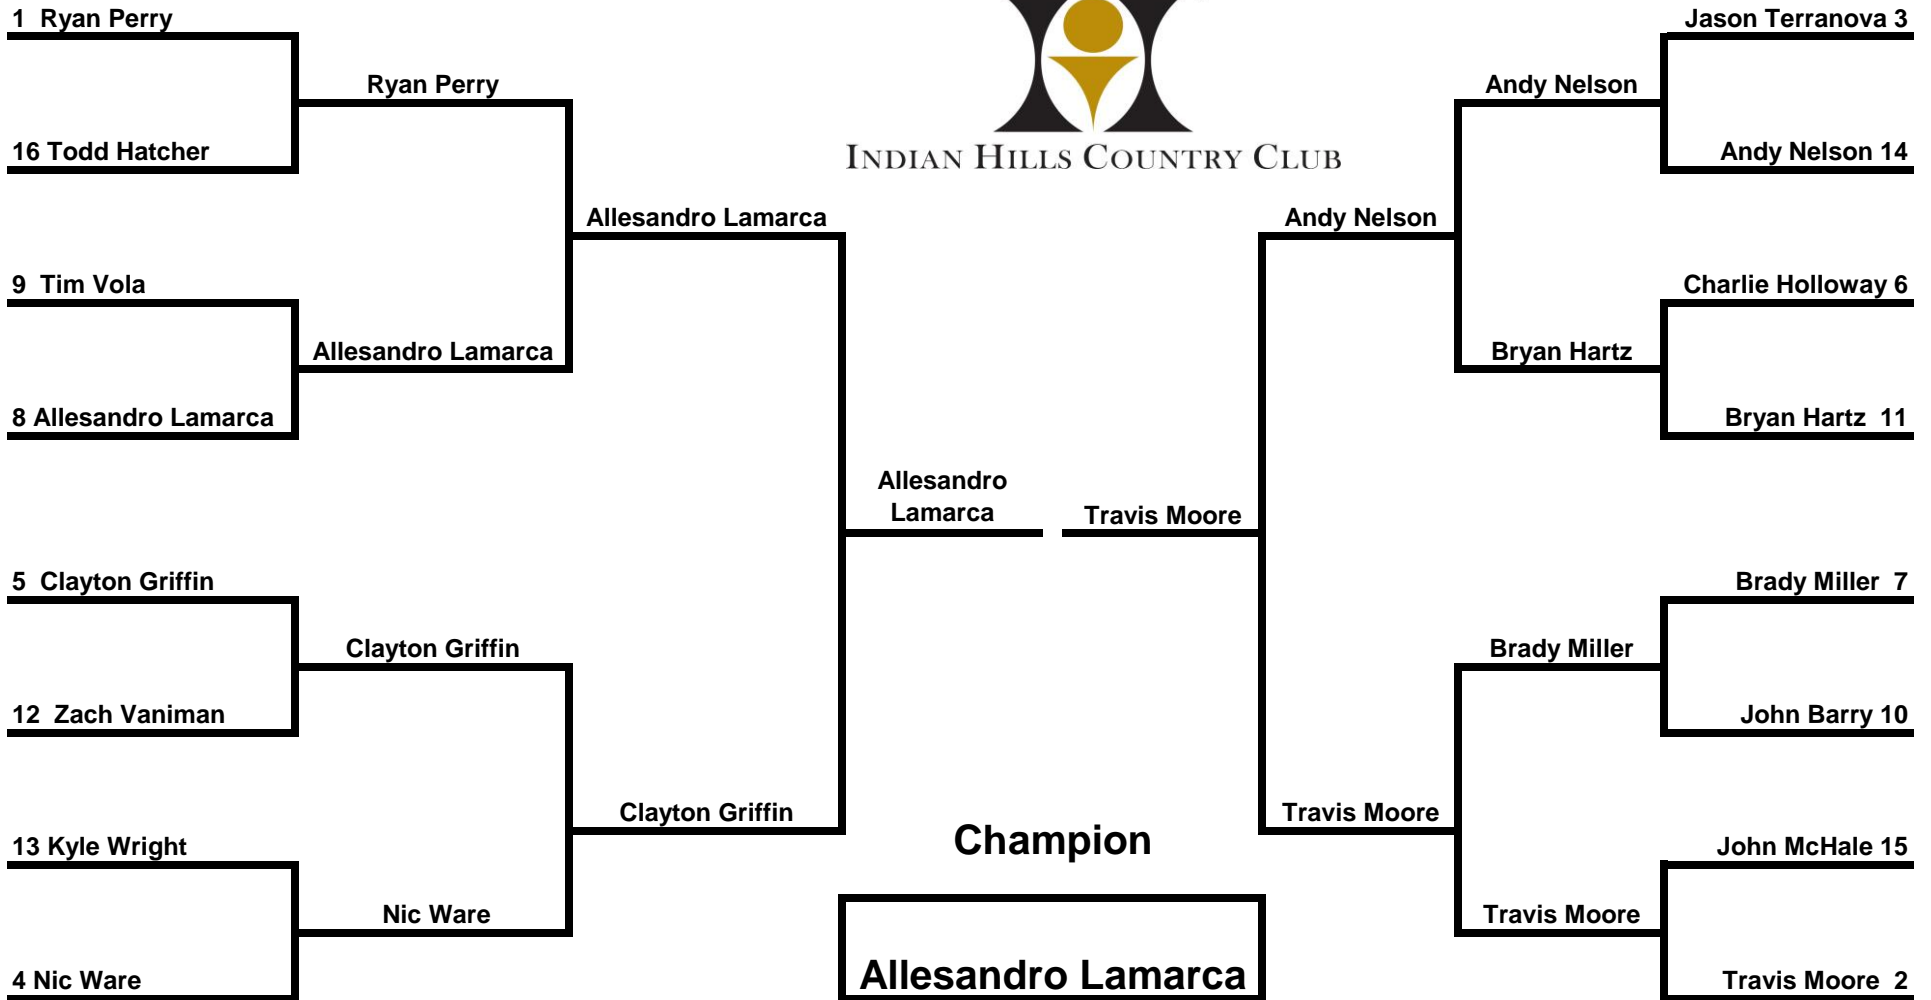 1  Ryan Perry
Jason Terranova 3
Ryan Perry
Andy Nelson
16 Todd Hatcher
INDIAN HILLS COUNTRY CLUB
Andy Nelson 14
Allesandro Lamarca
Andy Nelson
9  Tim Vola
Charlie Holloway 6
Allesandro Lamarca
Bryan Hartz
8 Allesandro Lamarca
Bryan Hartz  11
Allesandro
Lamarca
Travis Moore
5  Clayton Griffin
Brady Miller  7
Clayton Griffin
Brady Miller
12  Zach Vaniman
John Barry 10
Clayton Griffin
Travis Moore
Champion
13 Kyle Wright
John McHale 15
Nic Ware
Travis Moore
Allesandro Lamarca
4 Nic Ware
Travis Moore  2